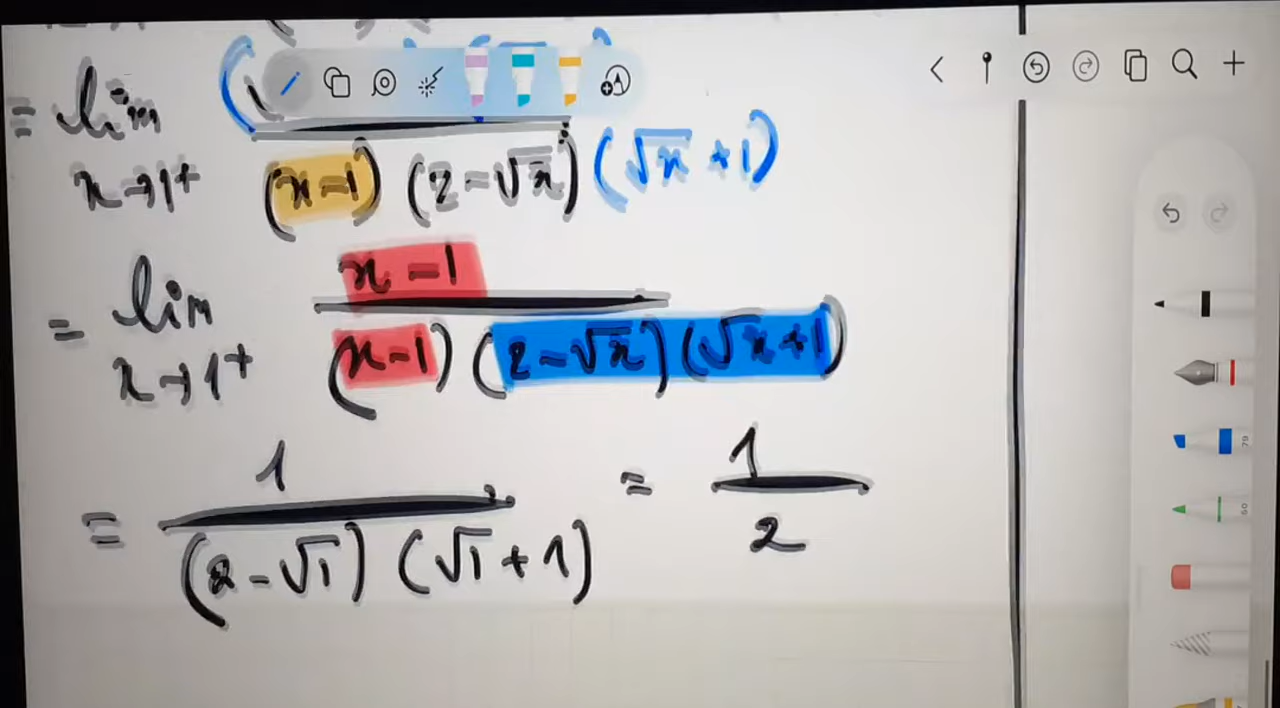 = lim x→1⁺ (x−1) (2−√x) (√x +1)
= lim x→1⁺ x −1 / (x−1) (2−√x) (√x+1)
= 1 / (2−√1) (√1+1) = 1 / 2